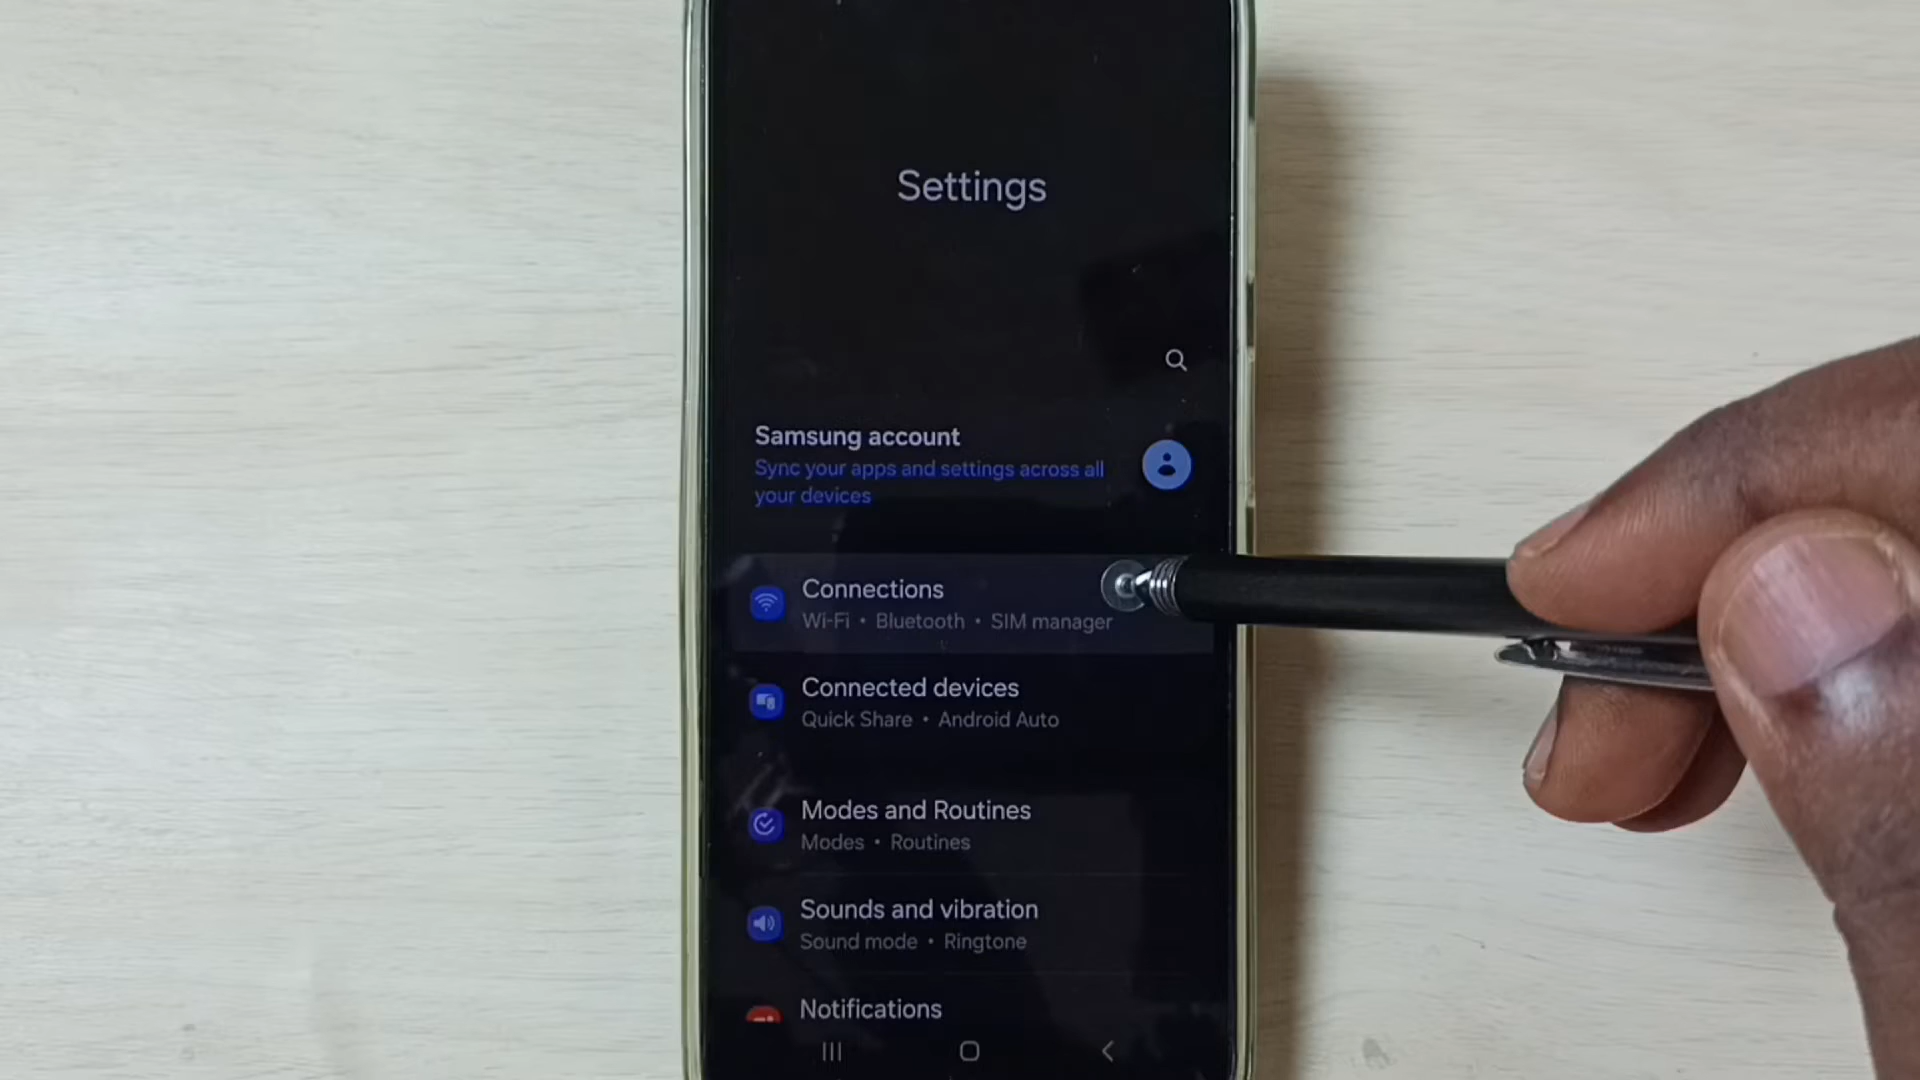 Settings
Samsung account
Sync your apps and settings across all
your devices
Connections
Wi-Fi • Bluetooth • SIM manager
Connected devices
Quick Share • Android Auto
Modes and Routines
Modes • Routines
Sounds and vibration
Sound mode • Ringtone
Notifications